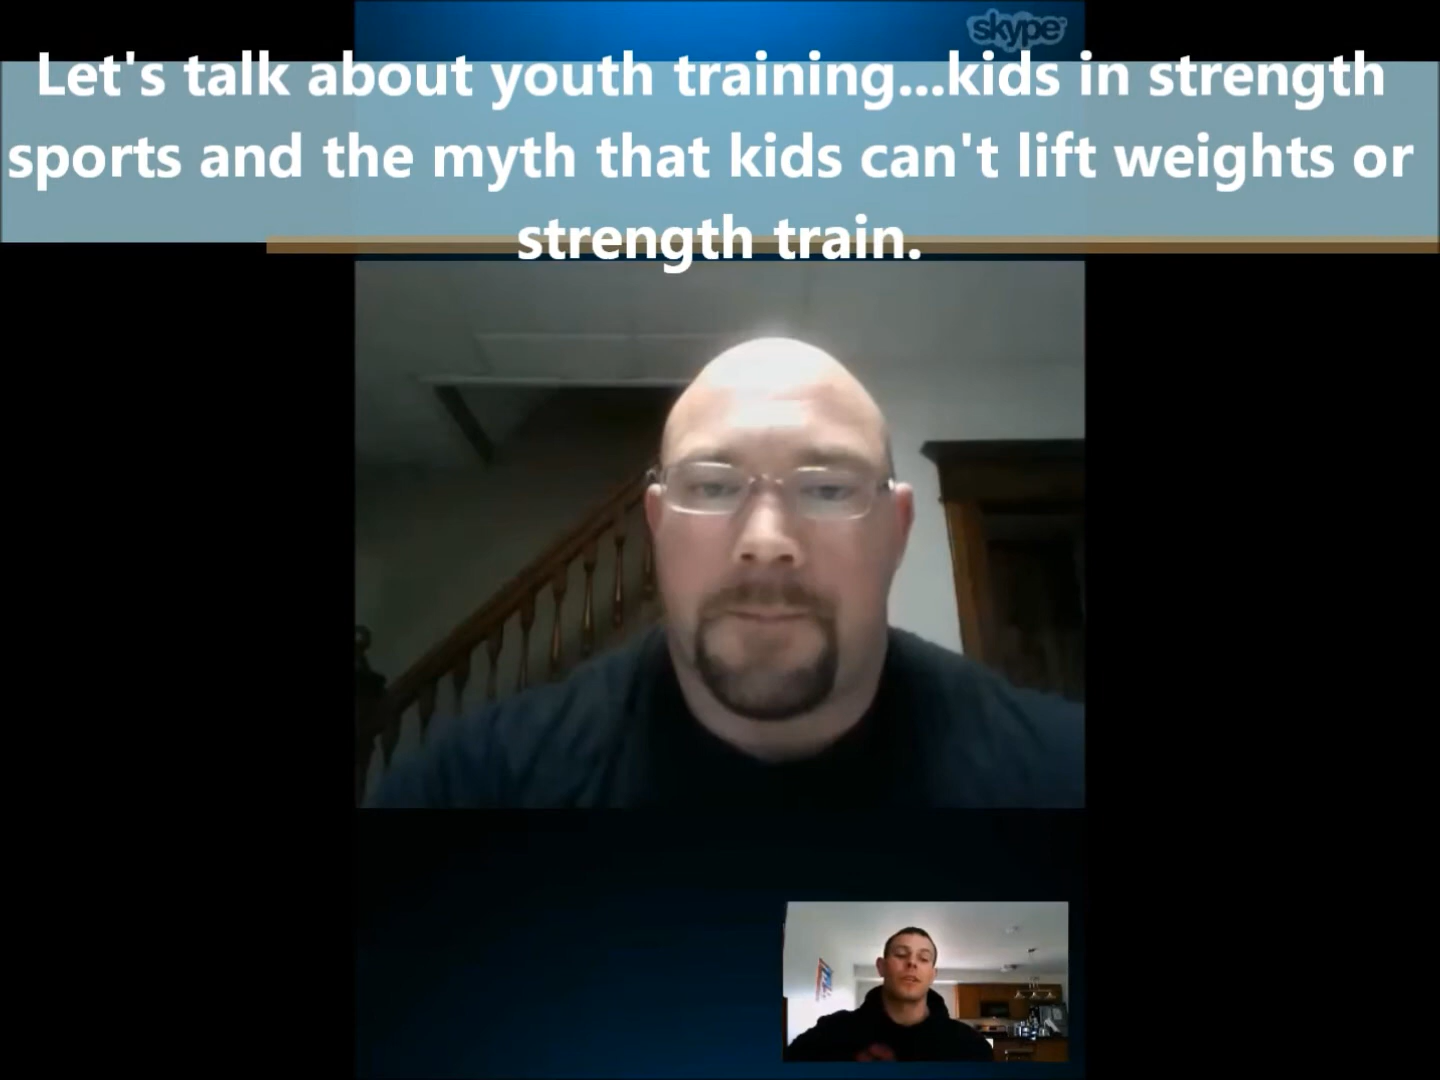 skype
Let's talk about youth training...kids in strength
sports and the myth that kids can't lift weights or
strength train.